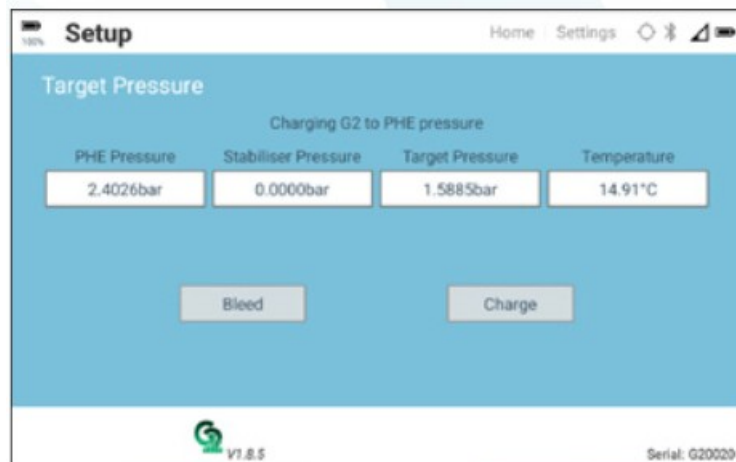 Setup
Home Settings
100%
Target Pressure
Charging G2 to PHE pressure
PHE Pressure Stabiliser Pressure Target Pressure Temperature
2.4026bar 0.0000bar 1.5885bar 14.91°C
Bleed Charge
G2 V1.8.5
Serial: G20020